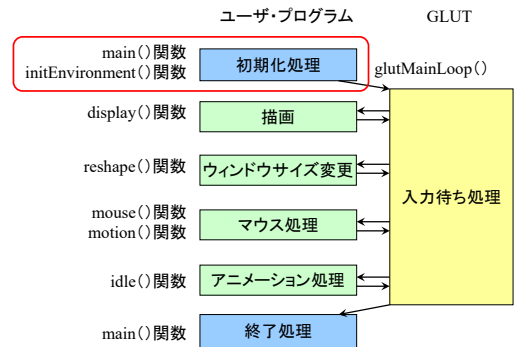 ユーザ・プログラム GLUT
main()関数
initEnvironment()関数
初期化処理
glutMainLoop()
display()関数
描画
reshape()関数
ウィンドウサイズ変更
入力待ち処理
mouse()関数
motion()関数
マウス処理
idle()関数
アニメーション処理
main()関数
終了処理